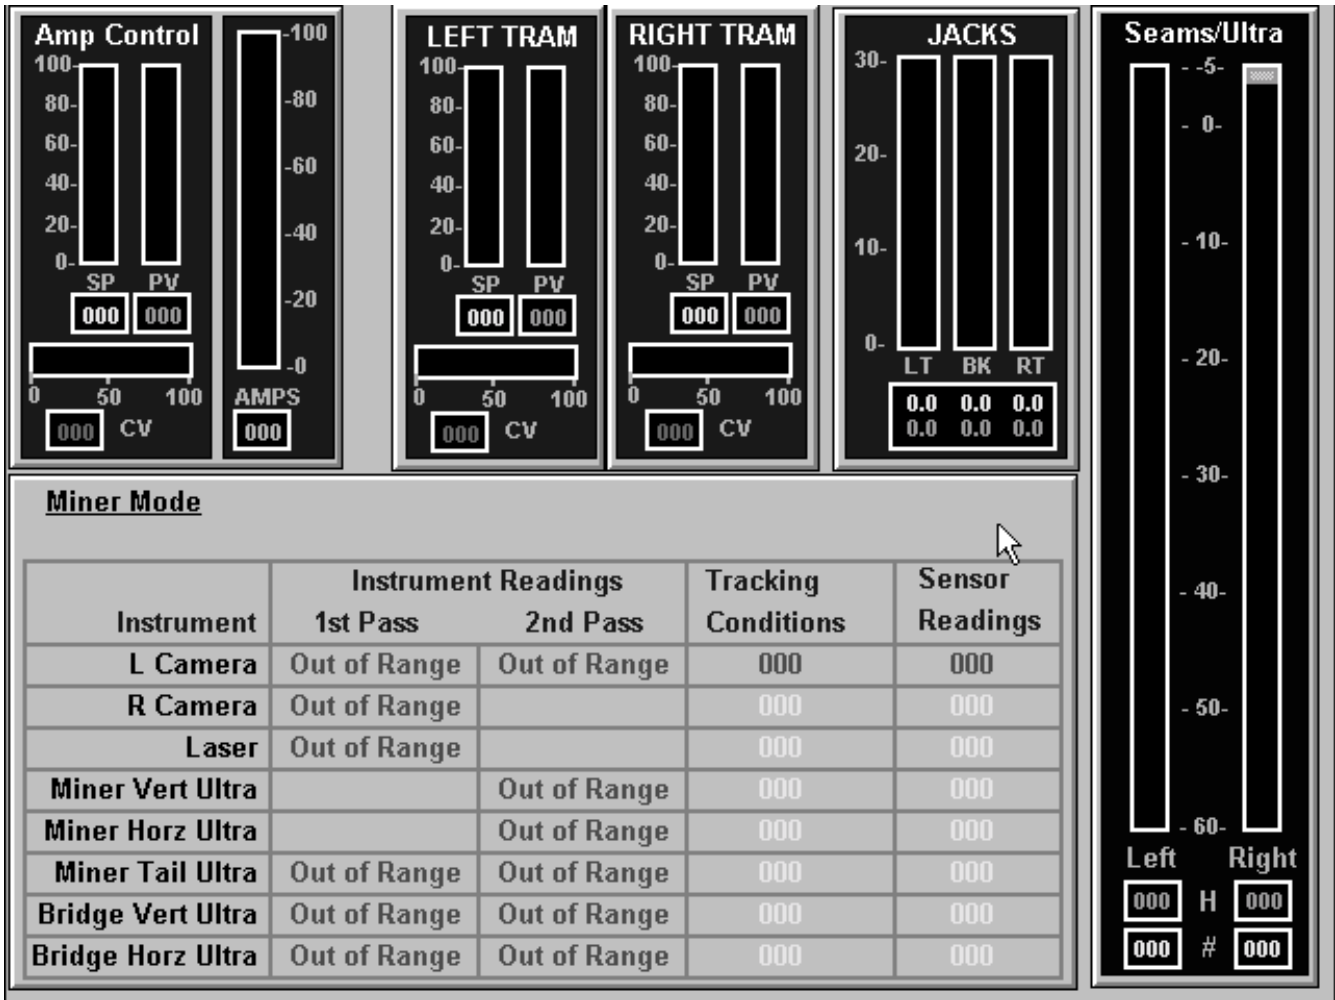 Amp Control
100-
80-
60-
40-
20-
0-
SP PV
000 000
0 50 100
000 CV
-100
-80
-60
-40
-20
-0
AMPS
000
LEFT TRAM
100-
80-
60-
40-
20-
0-
SP PV
000 000
0 50 100
000 CV
RIGHT TRAM
100-
80-
60-
40-
20-
0-
SP PV
000 000
0 50 100
000 CV
JACKS
30-
20-
10-
0-
LT BK RT
0.0 0.0 0.0
0.0 0.0 0.0
Seams/Ultra
- -5-
- 0-
- 10-
- 20-
- 30-
- 40-
- 50-
- 60-
Left Right
000 H 000
000 # 000
Miner Mode
Instrument Readings Tracking Sensor
Instrument 1st Pass 2nd Pass Conditions Readings
L Camera Out of Range Out of Range 000 000
R Camera Out of Range 000 000
Laser Out of Range 000 000
Miner Vert Ultra Out of Range 000 000
Miner Horz Ultra Out of Range 000 000
Miner Tail Ultra Out of Range Out of Range 000 000
Bridge Vert Ultra Out of Range Out of Range 000 000
Bridge Horz Ultra Out of Range Out of Range 000 000